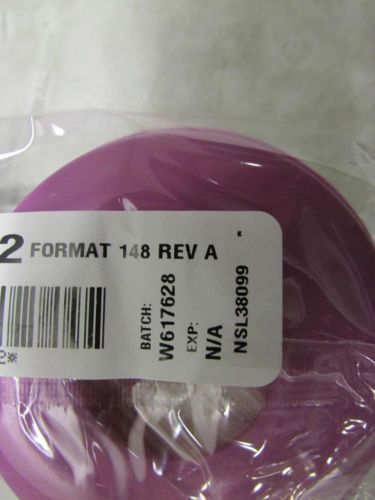 2 FORMAT 148 REV A
BATCH:
W617628
EXP:
N/A
NSL38099
*